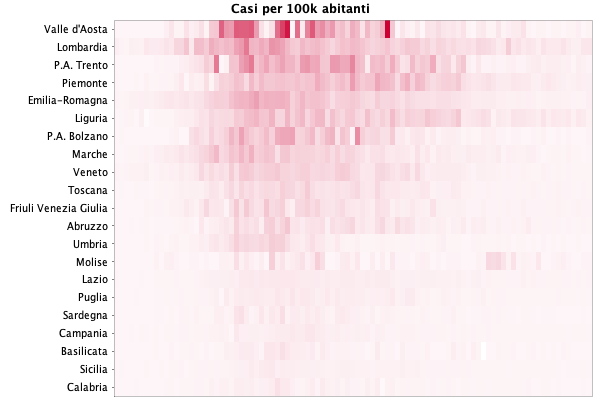 Casi per 100k abitanti
Valle d'Aosta
Lombardia
P.A. Trento
Piemonte
Emilia-Romagna
Liguria
P.A. Bolzano
Marche
Veneto
Toscana
Friuli Venezia Giulia
Abruzzo
Umbria
Molise
Lazio
Puglia
Sardegna
Campania
Basilicata
Sicilia
Calabria